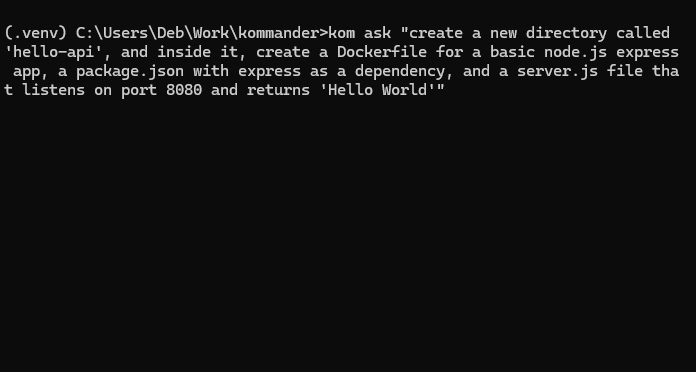 (.venv) C:\Users\Deb\Work\kommander>kom ask "create a new directory called
'hello-api', and inside it, create a Dockerfile for a basic node.js express
 app, a package.json with express as a dependency, and a server.js file tha
t listens on port 8080 and returns 'Hello World'"